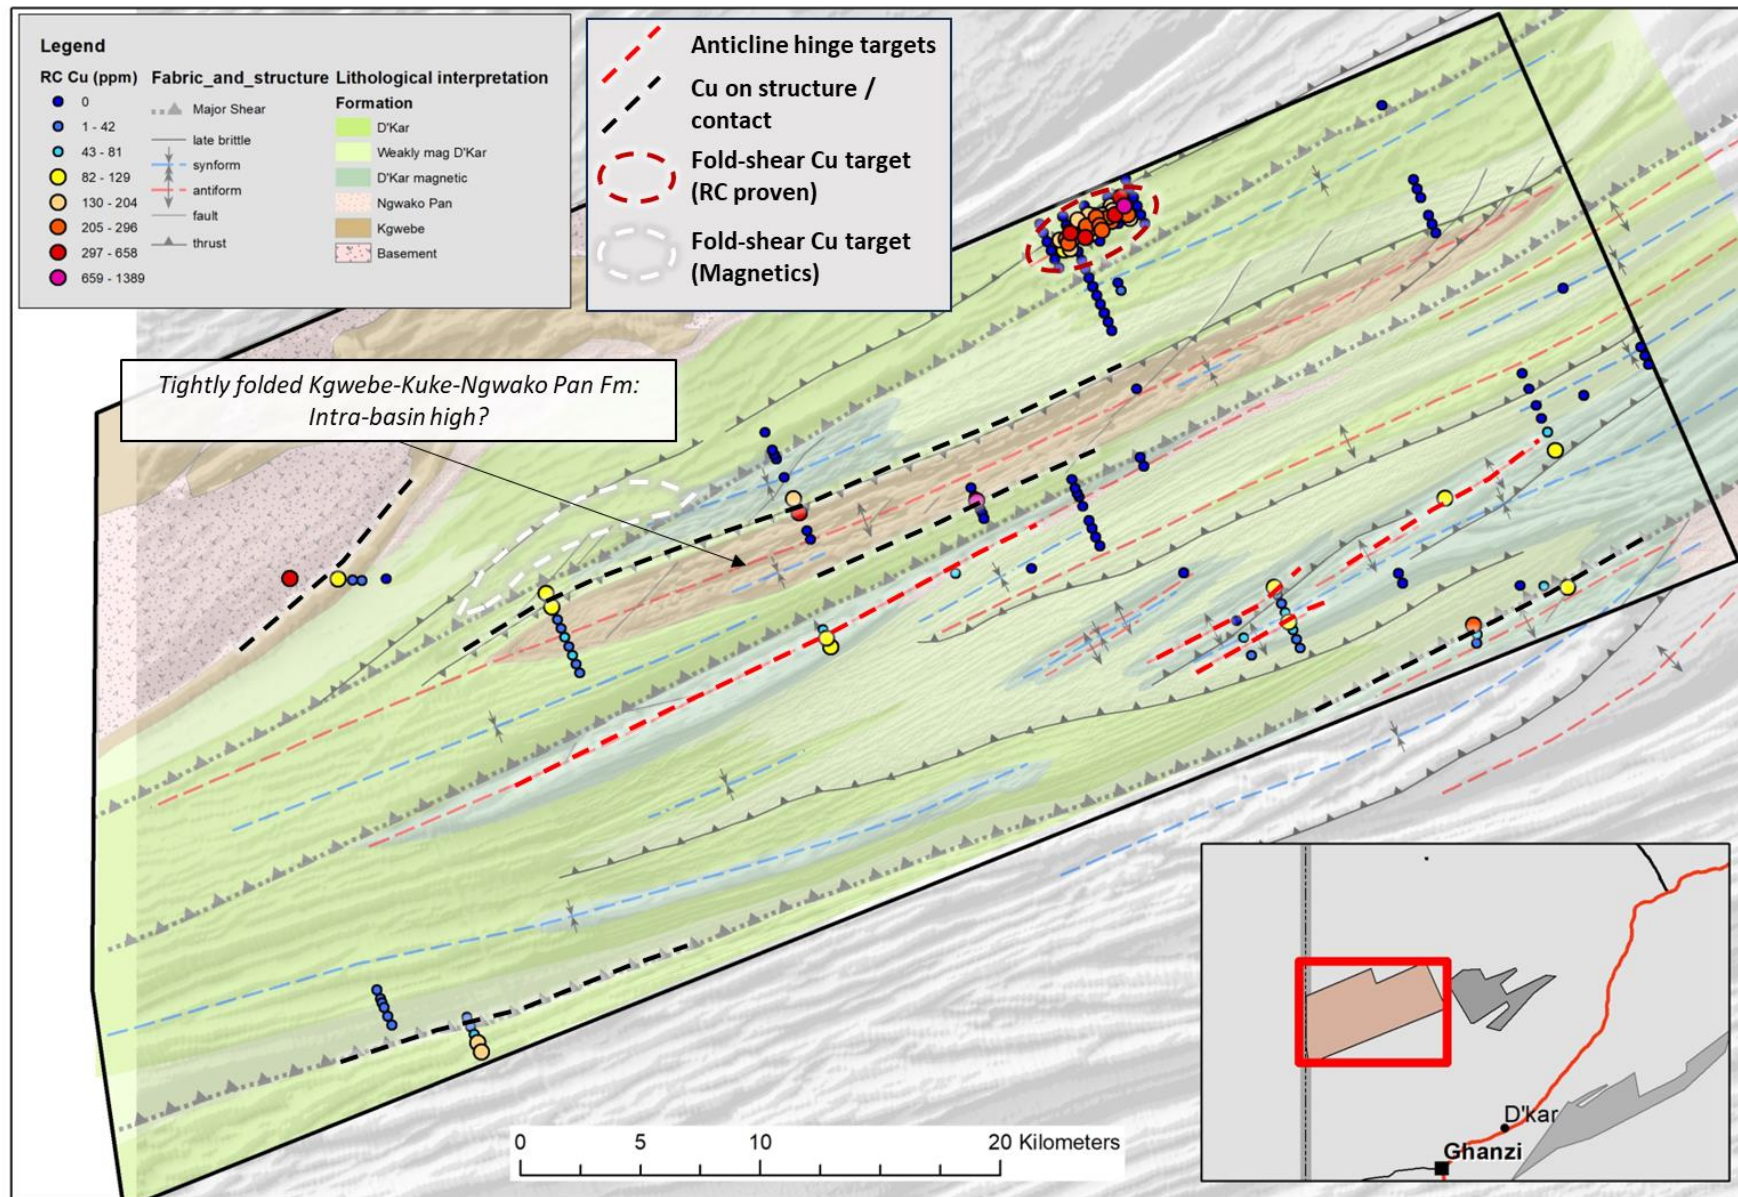 Legend
RC Cu (ppm)
0
1 - 42
43 - 81
82 - 129
130 - 204
205 - 296
297 - 658
659 - 1389
Fabric_and_structure
Major Shear
late brittle
synform
antiform
fault
thrust
Lithological interpretation
Formation
D'Kar
Weakly mag D'Kar
D'Kar magnetic
Ngwako Pan
Kgwebe
Basement
Anticline hinge targets
Cu on structure /
contact
Fold-shear Cu target
(RC proven)
Fold-shear Cu target
(Magnetics)
Tightly folded Kgwebe-Kuke-Ngwako Pan Fm:
Intra-basin high?
0 5 10 20 Kilometers
D'kar
Ghanzi